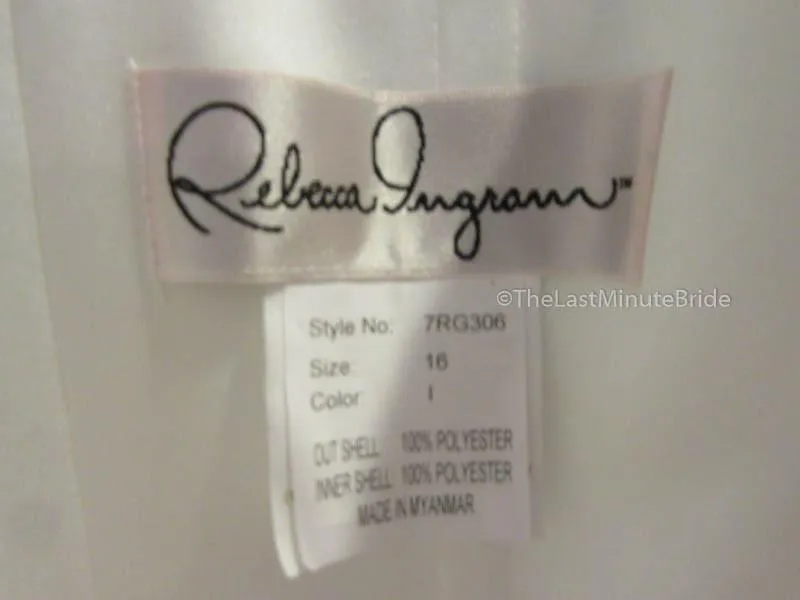 Rebecca Ingram™
©TheLastMinuteBride
Style No: 7RG306
Size: 16
Color: I
OUT SHELL 100% POLYESTER
INNER SHELL 100% POLYESTER
MADE IN MYANMAR